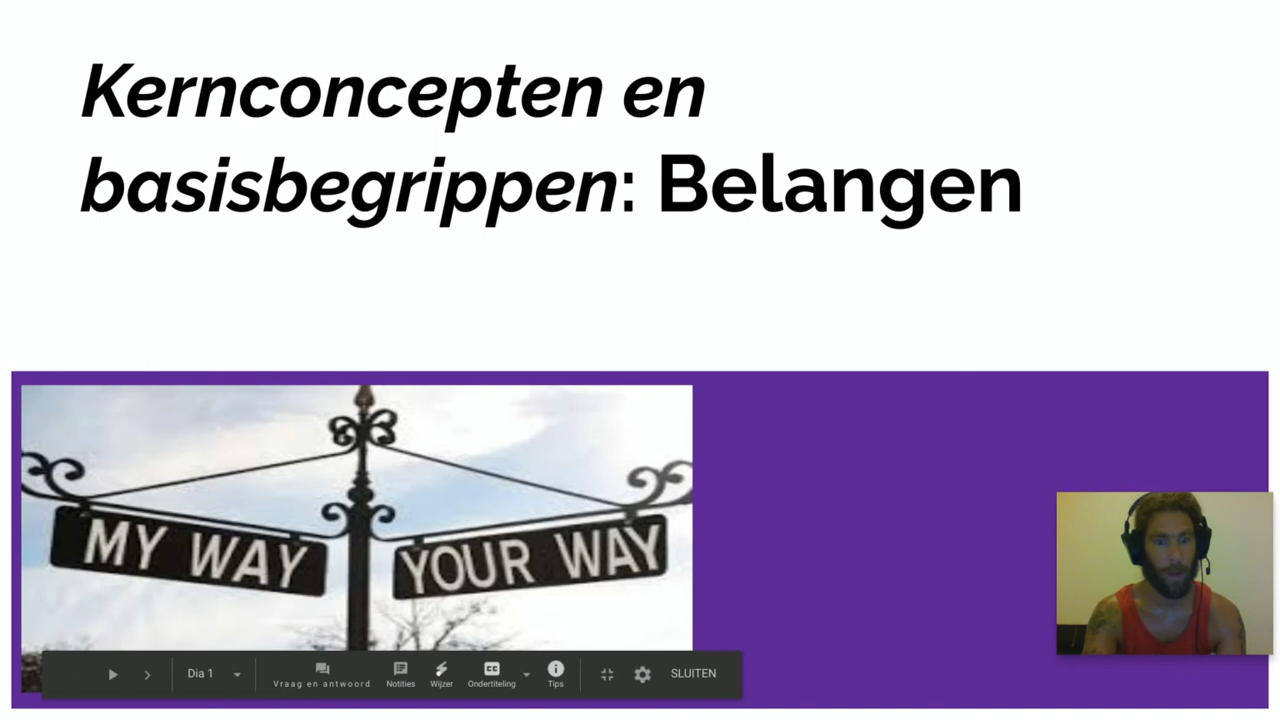 Kernconcepten en
basisbegrippen: Belangen
MY WAY
YOUR WAY
Dia 1
Vraag en antwoord
Notities
Wijzer
Ondertiteling
Tips
SLUITEN